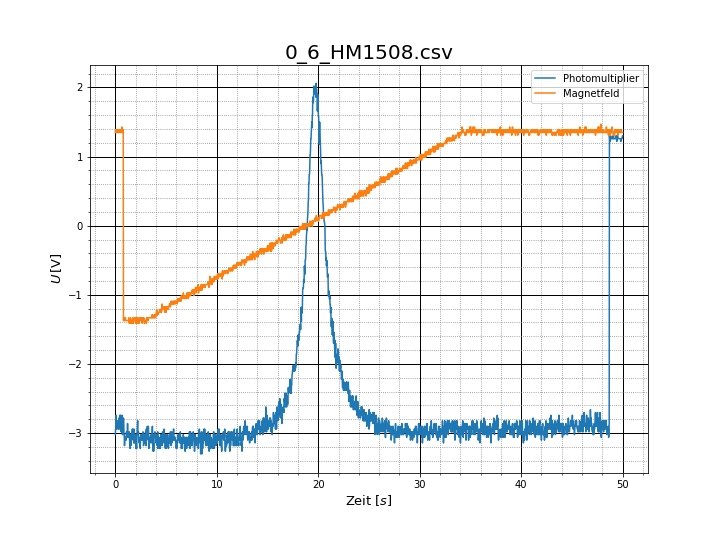 0_6_HM1508.csv
Photomultiplier
Magnetfeld
2
1
0
−1
−2
−3
U[V]
0 10 20 30 40 50
Zeit [s]